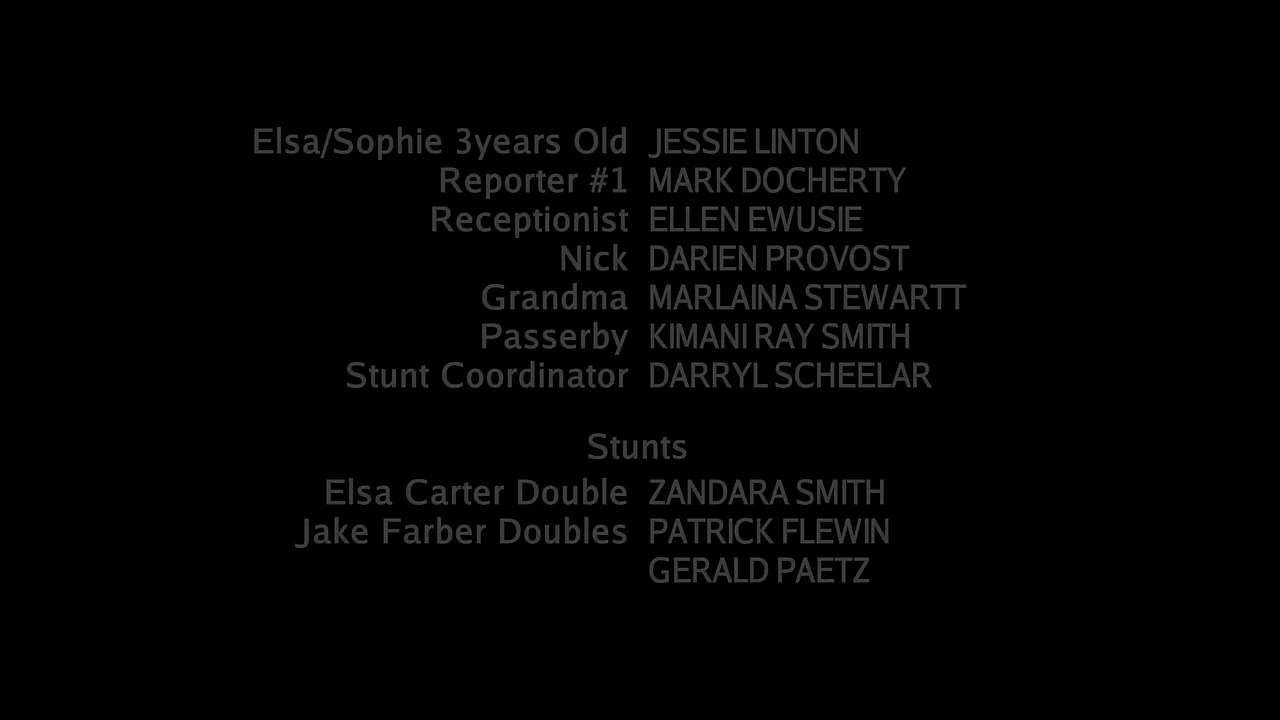 Elsa/Sophie 3years Old JESSIE LINTON
Reporter #1 MARK DOCHERTY
Receptionist ELLEN EWUSIE
Nick DARIEN PROVOST
Grandma MARLAINA STEWARTT
Passerby KIMANI RAY SMITH
Stunt Coordinator DARRYL SCHEELAR
Stunts
Elsa Carter Double ZANDARA SMITH
Jake Farber Doubles PATRICK FLEWIN
GERALD PAETZ